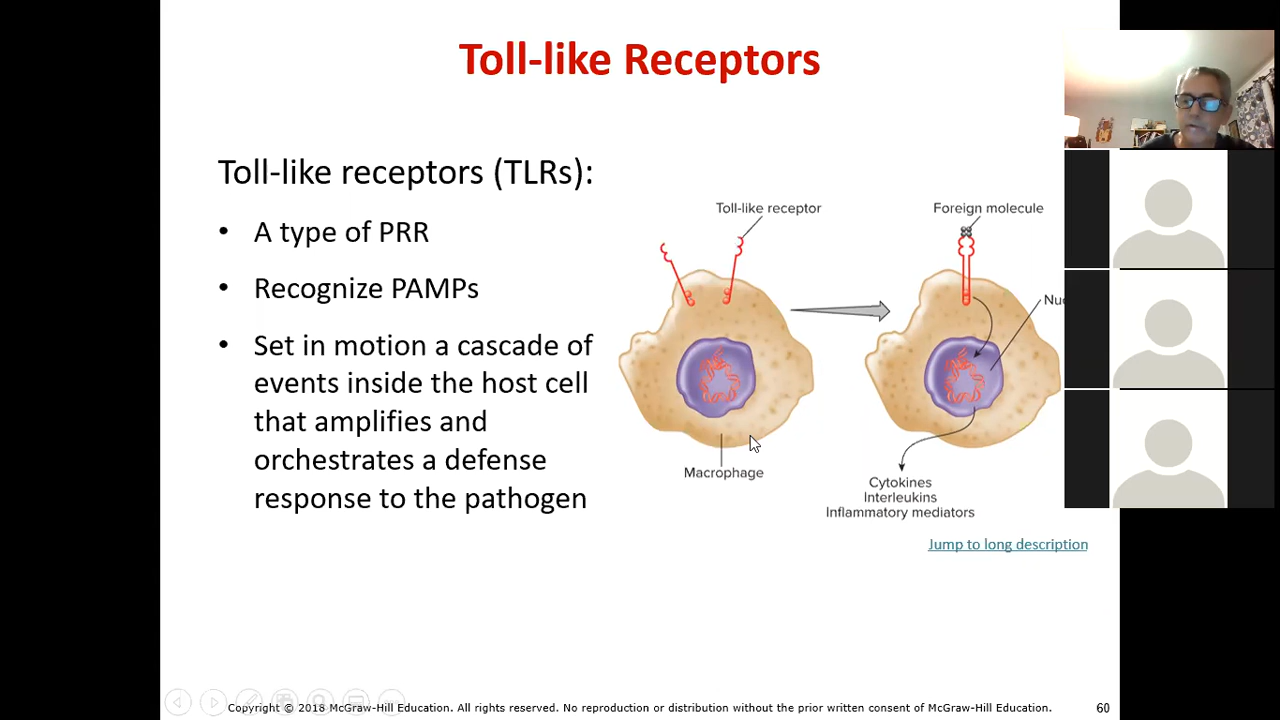 Toll-like Receptors
Toll-like receptors (TLRs):
• A type of PRR
• Recognize PAMPs
• Set in motion a cascade of
events inside the host cell
that amplifies and
orchestrates a defense
response to the pathogen
Toll-like receptor
Foreign molecule
Macrophage
Cytokines
Interleukins
Inflammatory mediators
Jump to long description
Copyright © 2018 McGraw-Hill Education. All rights reserved. No reproduction or distribution without the prior written consent of McGraw-Hill Education.
60